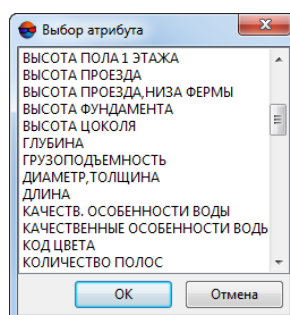 Выбор атрибута
ВЫСОТА ПОЛА 1 ЭТАЖА
ВЫСОТА ПРОЕЗДА
ВЫСОТА ПРОЕЗДА,НИЗА ФЕРМЫ
ВЫСОТА ФУНДАМЕНТА
ВЫСОТА ЦОКОЛЯ
ГЛУБИНА
ГРУЗОПОДЪЕМНОСТЬ
ДИАМЕТР,ТОЛЩИНА
ДЛИНА
КАЧЕСТВ. ОСОБЕННОСТИ ВОДЫ
КАЧЕСТВЕННЫЕ ОСОБЕННОСТИ ВОДЬ
КОД ЦВЕТА
КОЛИЧЕСТВО ПОЛОС
ОК Отмена